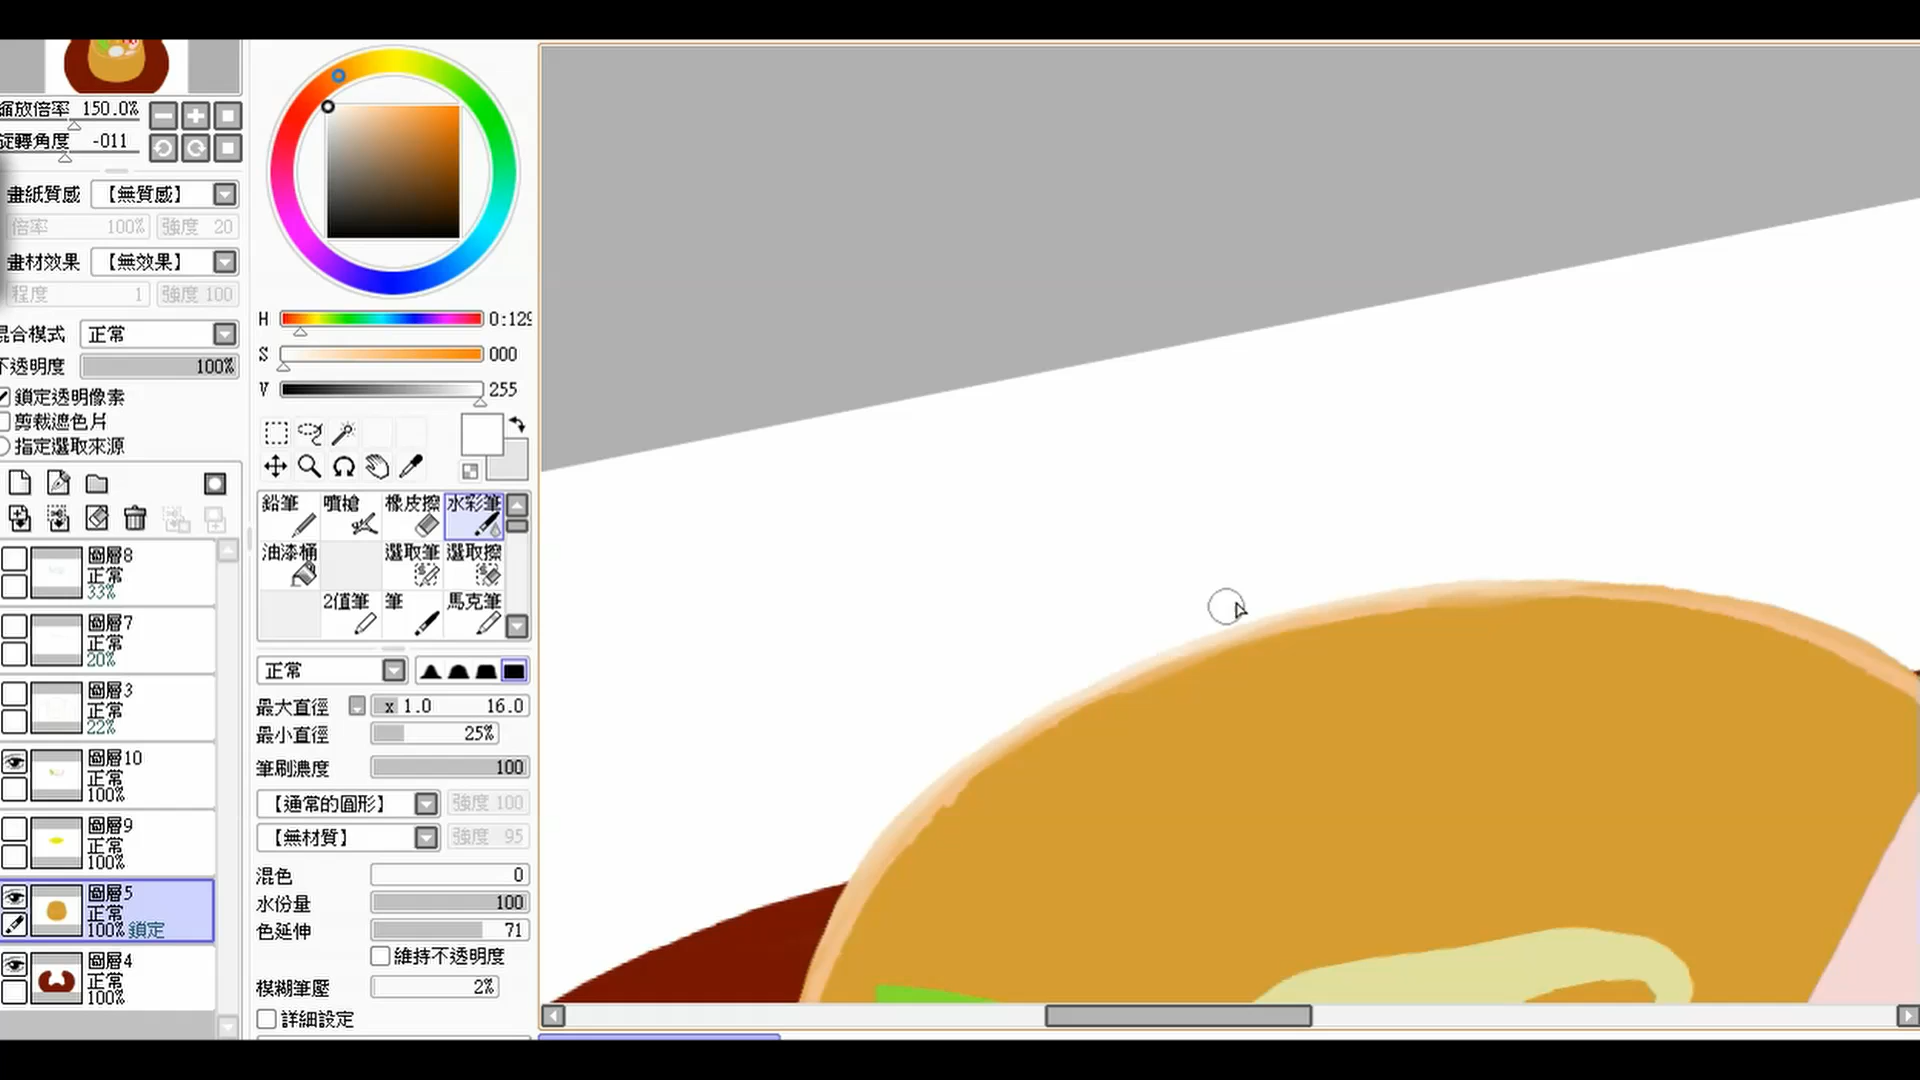 縮放倍率 150.0%
旋轉角度 -011
畫紙質感 【無質感】
倍率 100% 強度 20
畫材效果 【無效果】
程度 1 強度 100
混合模式 正常
不透明度 100%
鎖定透明像素
剪裁遮色片
指定選取來源
圖層8
正常
33%
圖層7
正常
20%
圖層3
正常
22%
圖層10
正常
100%
圖層9
正常
100%
圖層5
正常
100% 鎖定
圖層4
正常
100%
H 0:129
S 000
V 255
鉛筆 噴槍 橡皮擦 水彩筆
油漆桶 選取筆 選取擦
2值筆 筆 馬克筆
正常
最大直徑 x 1.0 16.0
最小直徑 25%
筆刷濃度 100
【通常的圓形】 強度 100
【無材質】 強度 95
混色 0
水份量 100
色延伸 71
維持不透明度
模糊筆壓 2%
詳細設定